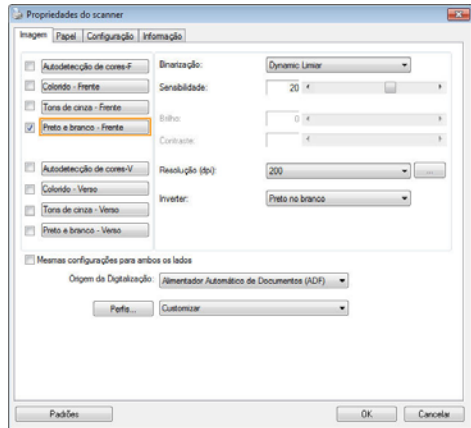 Propriedades do scanner
Imagem Papel Configuração Informação
Autodetecção de cores-F
Colorido - Frente
Tons de cinza - Frente
Preto e branco - Frente
Autodetecção de cores-V
Colorido - Verso
Tons de cinza - Verso
Preto e branco - Verso
Binarização: Dynamic Limiar
Sensibilidade: 20
Brilho: 0
Contraste:
Resolução (dpi): 200 ...
Inverter: Preto no branco
Mesmas configurações para ambos os lados
Origem da Digitalização: Alimentador Automático de Documentos (ADF)
Perfis... Customizar
Padrões OK Cancelar